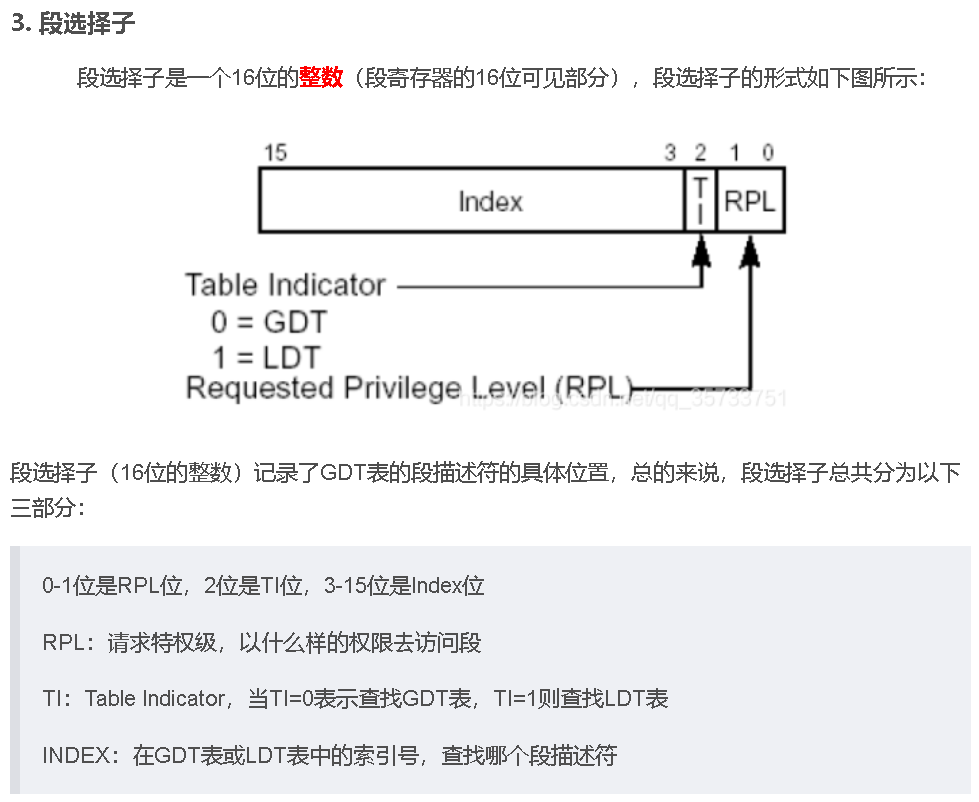 3. 段选择子
段选择子是一个16位的整数（段寄存器的16位可见部分），段选择子的形式如下图所示：
15 3 2 1 0
Index TI RPL
Table Indicator
0 = GDT
1 = LDT
Requested Privilege Level (RPL)
https://blog.csdn.net/qq_35733751
段选择子（16位的整数）记录了GDT表的段描述符的具体位置，总的来说，段选择子总共分为以下
三部分：
0-1位是RPL位，2位是TI位，3-15位是Index位
RPL：请求特权级，以什么样的权限去访问段
TI：Table Indicator，当TI=0表示查找GDT表，TI=1则查找LDT表
INDEX：在GDT表或LDT表中的索引号，查找哪个段描述符